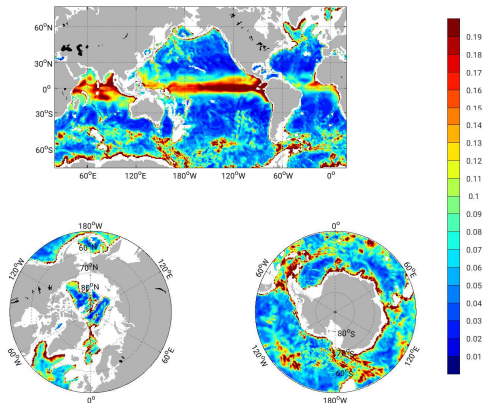 60°N
30°N
0°
30°S
60°S
60°E
120°E
180°W
120°W
60°W
0°
0.19
0.18
0.17
0.16
0.15
0.14
0.13
0.12
0.11
0.1
0.09
0.08
0.07
0.06
0.05
0.04
0.03
0.02
0.01
180°W
120°W
120°E
60°N
70°N
80°N
60°W
60°E
0°
0°
60°W
60°E
80°S
70°S
60°S
120°W
120°E
180°W